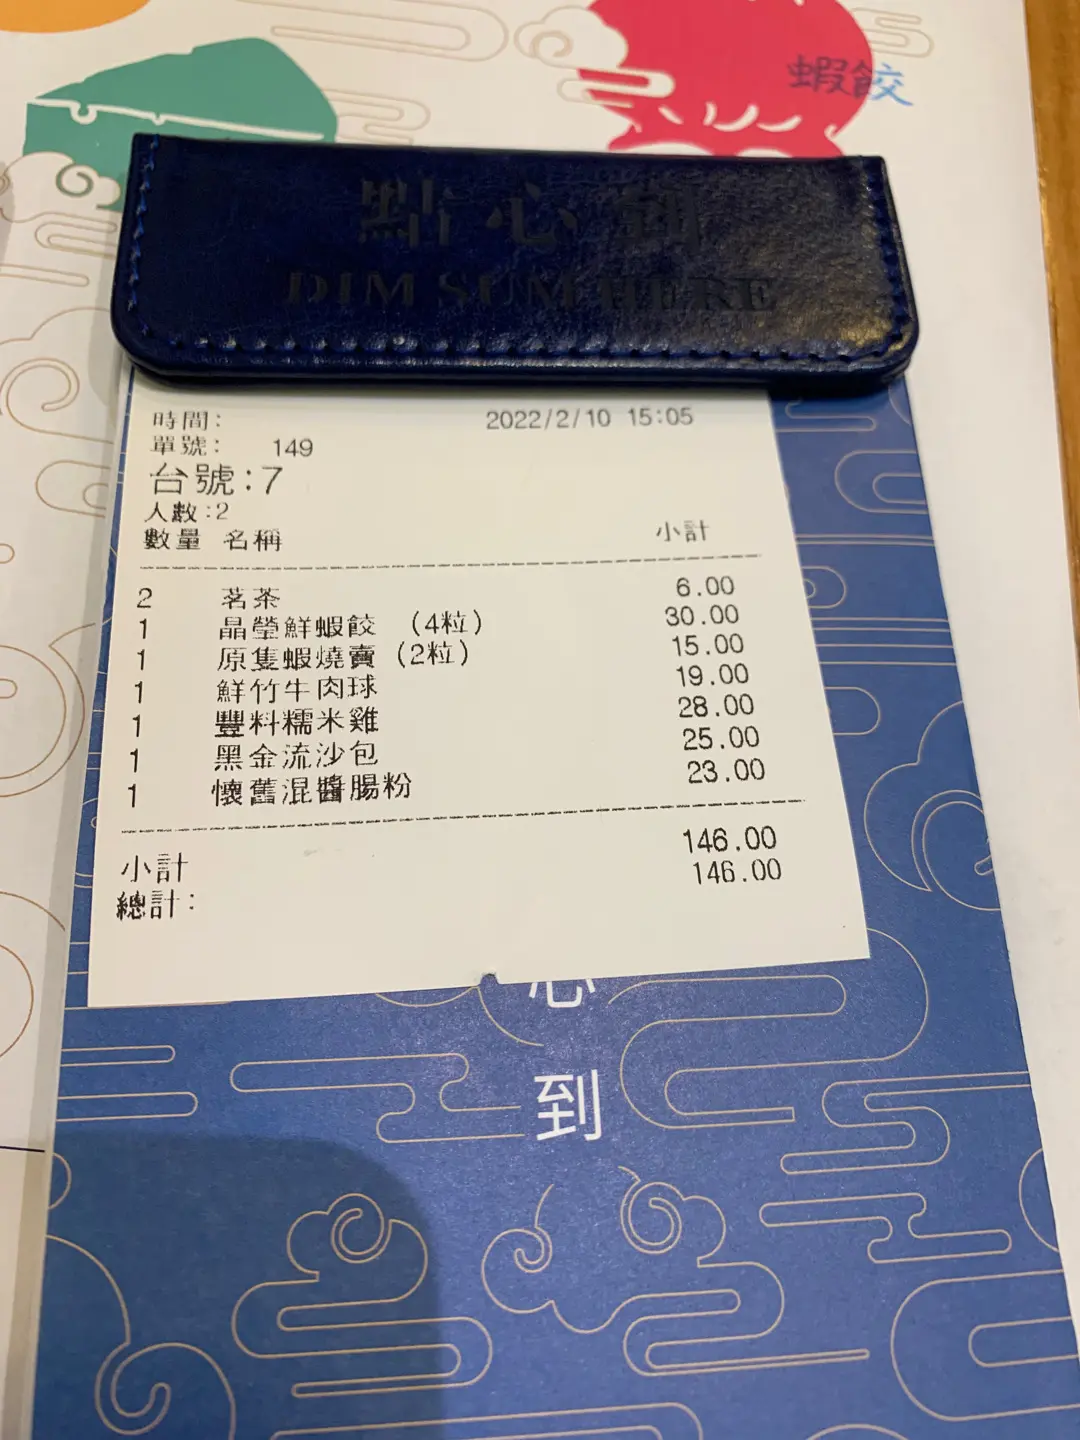 蝦餃
點心到
DIM SUM HERE
時間: 2022/2/10 15:05
單號: 149
台號:7
人數:2
數量 名稱 小計
2 茗茶 6.00
1 晶瑩鮮蝦餃 (4粒) 30.00
1 原隻蝦燒賣 (2粒) 15.00
1 鮮竹牛肉球 19.00
1 豐料糯米雞 28.00
1 黑金流沙包 25.00
1 懷舊混醬腸粉 23.00
小計 146.00
總計: 146.00
心
到